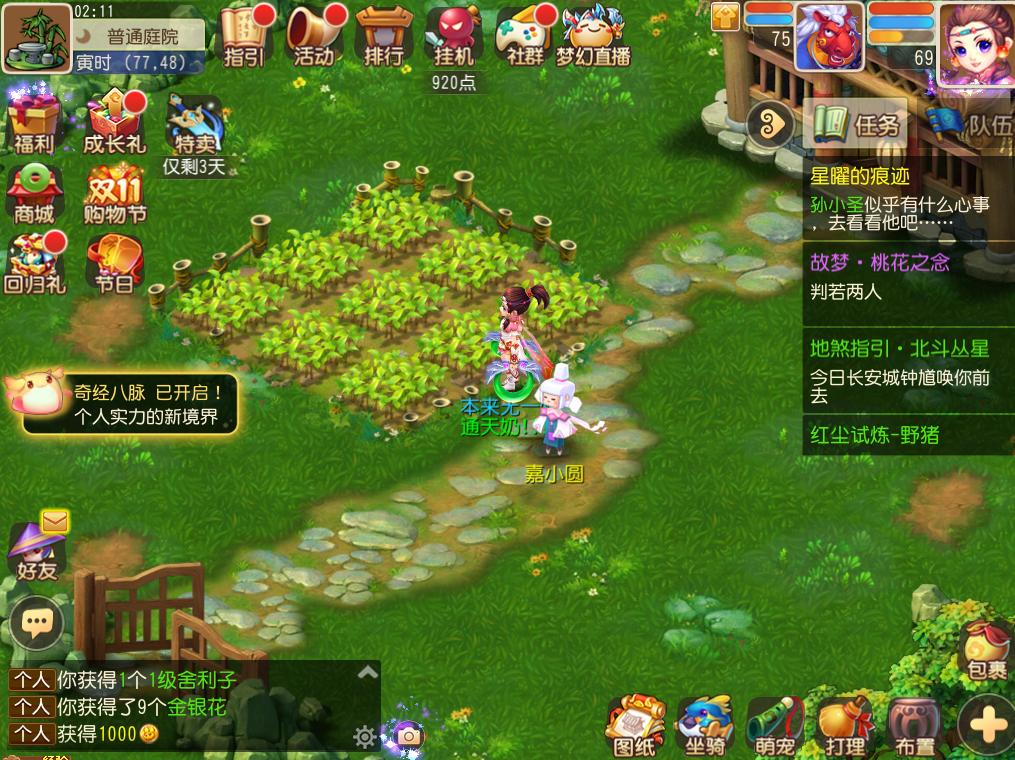 02:11
普通庭院
寅时 (77,48)
指引
活动
排行
挂机
920点
社群
梦幻直播
75
69
福利
成长礼
特卖
仅剩3天
商城
双11
购物节
回归礼
节日
任务
队伍
星曜的痕迹
孙小圣似乎有什么心事
,去看看他吧……
故梦·桃花之念
判若两人
地煞指引·北斗丛星
今日长安城钟馗唤你前
去
红尘试炼-野猪
奇经八脉 已开启!
个人实力的新境界
本来无一
通天奶!
嘉小圆
好友
个人 你获得1个1级舍利子
个人 你获得了9个金银花
个人 获得1000
图纸
坐骑
萌宠
打理
布置
包裹